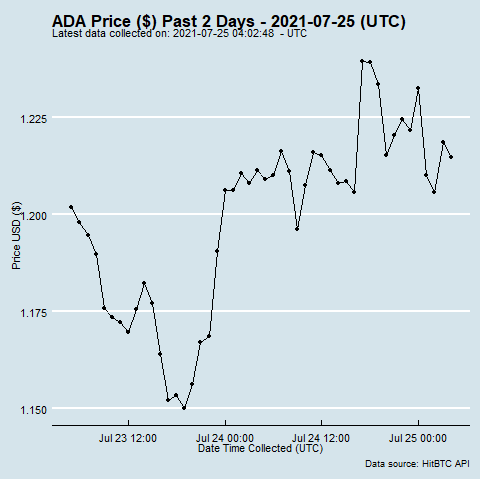 ADA Price ($) Past 2 Days - 2021-07-25 (UTC)
Latest data collected on: 2021-07-25 04:02:48 - UTC
1.225
1.200
1.175
1.150
Price USD ($)
Jul 23 12:00
Jul 24 00:00
Jul 24 12:00
Jul 25 00:00
Date Time Collected (UTC)
Data source: HitBTC API